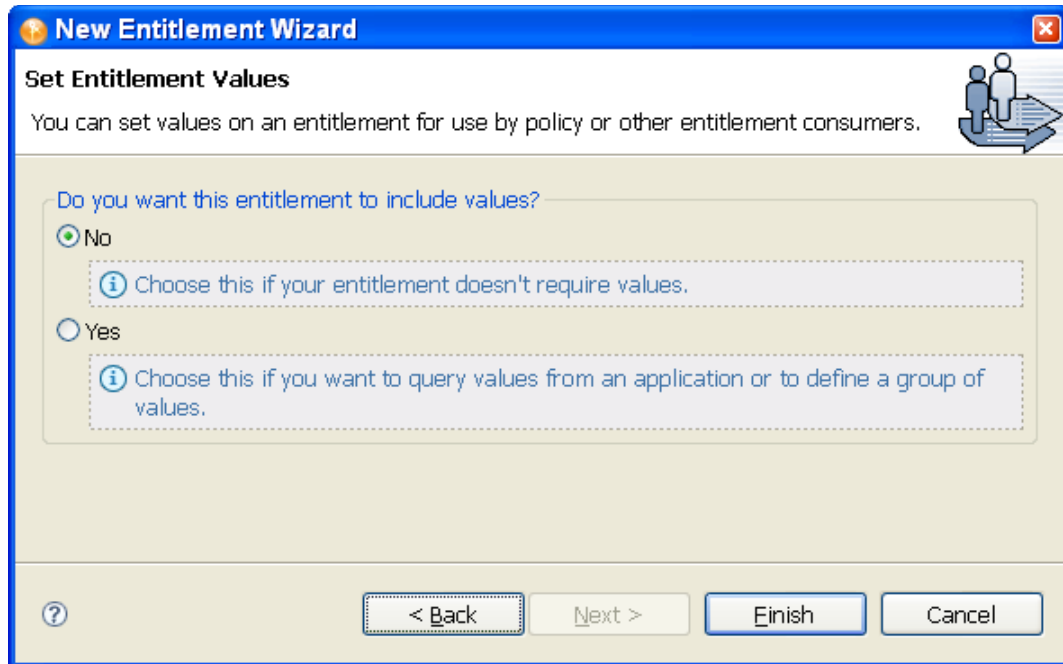 New Entitlement Wizard
Set Entitlement Values
You can set values on an entitlement for use by policy or other entitlement consumers.
Do you want this entitlement to include values?
No
Choose this if your entitlement doesn't require values.
Yes
Choose this if you want to query values from an application or to define a group of
values.
< Back
Next >
Finish
Cancel